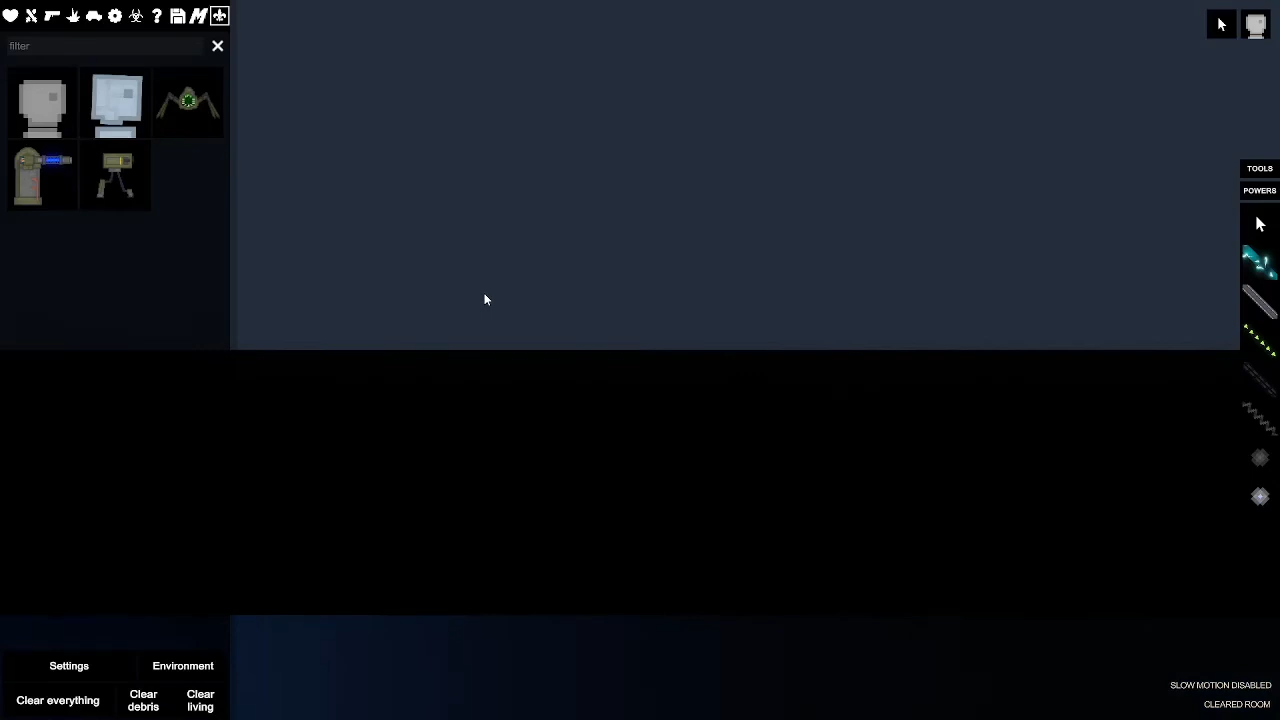 filter
TOOLS
POWERS
Settings
Environment
Clear everything
Clear
debris
Clear
living
SLOW MOTION DISABLED
CLEARED ROOM